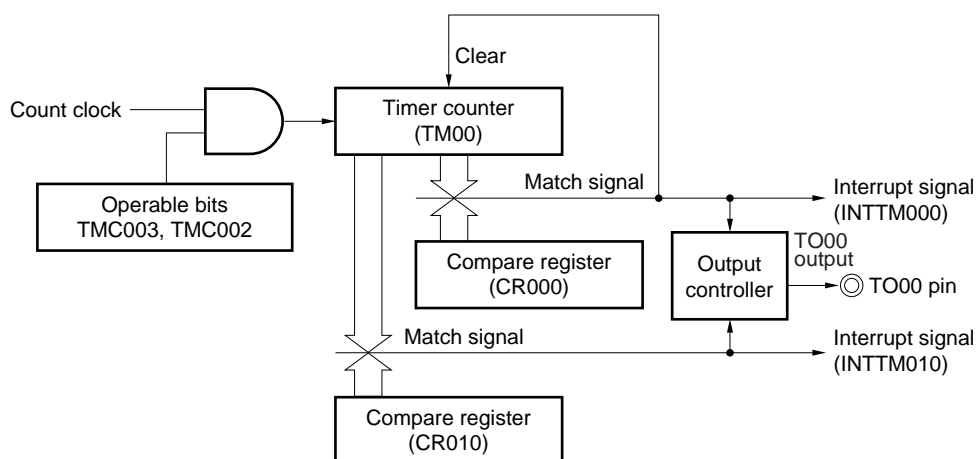 Clear
Count clock
Timer counter
(TM00)
Operable bits
TMC003, TMC002
Match signal
Interrupt signal
(INTTM000)
Compare register
(CR000)
Output
controller
TO00
output
TO00 pin
Match signal
Interrupt signal
(INTTM010)
Compare register
(CR010)